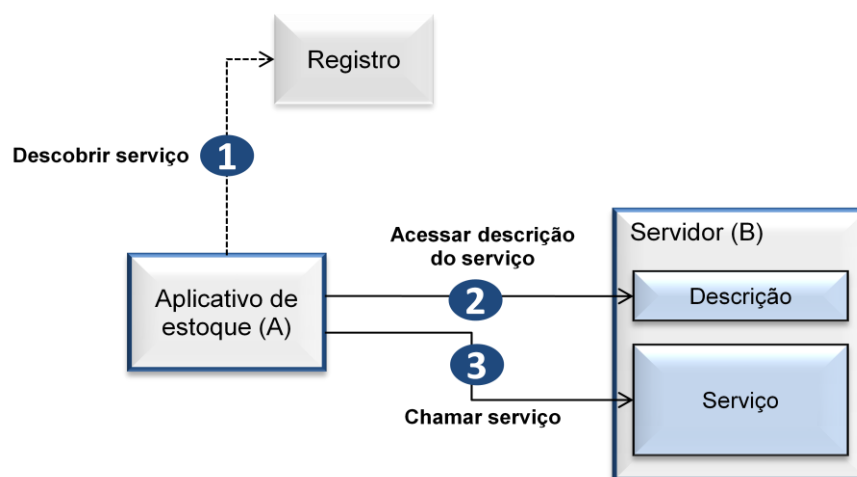 Registro
Descobrir serviço
1
Acessar descrição
do serviço
Servidor (B)
Aplicativo de
estoque (A)
2
Descrição
3
Serviço
Chamar serviço